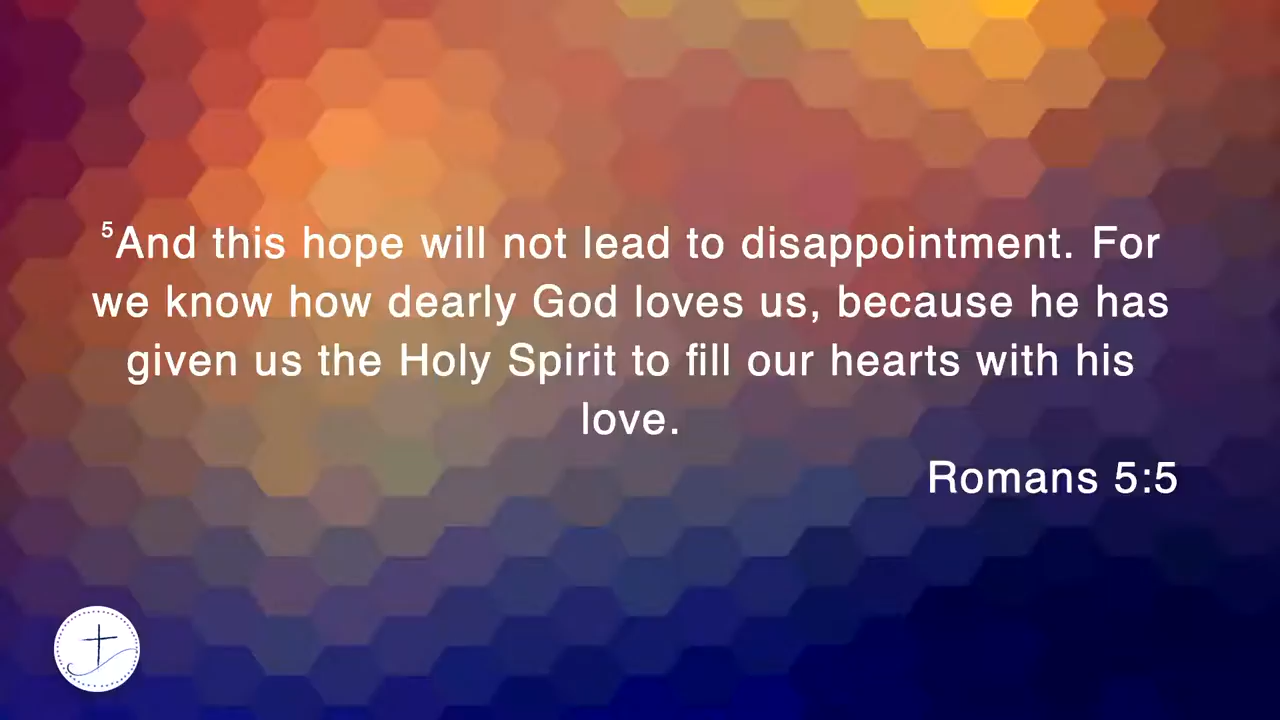 ⁵And this hope will not lead to disappointment. For
we know how dearly God loves us, because he has
given us the Holy Spirit to fill our hearts with his
love.
Romans 5:5